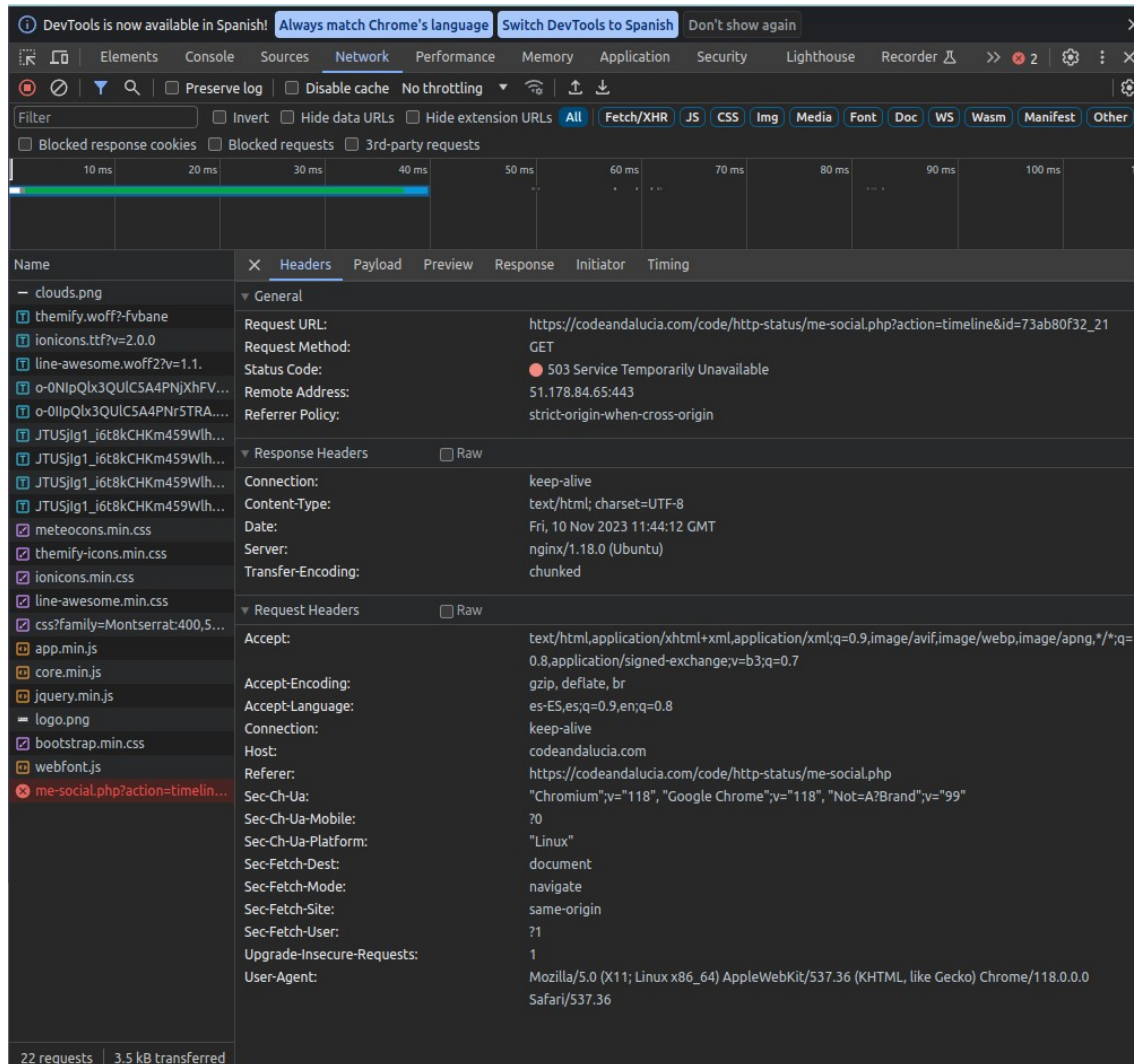 DevTools is now available in Spanish! Always match Chrome's language Switch DevTools to Spanish Don't show again
Elements Console Sources Network Performance Memory Application Security Lighthouse Recorder 2
Preserve log Disable cache No throttling
Filter Invert Hide data URLs Hide extension URLs All Fetch/XHR JS CSS Img Media Font Doc WS Wasm Manifest Other
Blocked response cookies Blocked requests 3rd-party requests
10 ms 20 ms 30 ms 40 ms 50 ms 60 ms 70 ms 80 ms 90 ms 100 ms
Name
clouds.png
themify.woff?-fvbane
ionicons.ttf?v=2.0.0
line-awesome.woff2?v=1.1.
o-0NIpQlx3QUlC5A4PNjXhFV...
o-0IIpQlx3QUlC5A4PNr5TRA....
JTUSjIg1_i6t8kCHKm459Wlh...
JTUSjIg1_i6t8kCHKm459Wlh...
JTUSjIg1_i6t8kCHKm459Wlh...
JTUSjIg1_i6t8kCHKm459Wlh...
meteocons.min.css
themify-icons.min.css
ionicons.min.css
line-awesome.min.css
css?family=Montserrat:400,5...
app.min.js
core.min.js
jquery.min.js
logo.png
bootstrap.min.css
webfont.js
me-social.php?action=timelin...
22 requests 3.5 kB transferred
Headers Payload Preview Response Initiator Timing
General
Request URL: https://codeandalucia.com/code/http-status/me-social.php?action=timeline&id=73ab80f32_21
Request Method: GET
Status Code: 503 Service Temporarily Unavailable
Remote Address: 51.178.84.65:443
Referrer Policy: strict-origin-when-cross-origin
Response Headers Raw
Connection: keep-alive
Content-Type: text/html; charset=UTF-8
Date: Fri, 10 Nov 2023 11:44:12 GMT
Server: nginx/1.18.0 (Ubuntu)
Transfer-Encoding: chunked
Request Headers Raw
Accept: text/html,application/xhtml+xml,application/xml;q=0.9,image/avif,image/webp,image/apng,*/*;q=
0.8,application/signed-exchange;v=b3;q=0.7
Accept-Encoding: gzip, deflate, br
Accept-Language: es-ES,es;q=0.9,en;q=0.8
Connection: keep-alive
Host: codeandalucia.com
Referer: https://codeandalucia.com/code/http-status/me-social.php
Sec-Ch-Ua: "Chromium";v="118", "Google Chrome";v="118", "Not=A?Brand";v="99"
Sec-Ch-Ua-Mobile: ?0
Sec-Ch-Ua-Platform: "Linux"
Sec-Fetch-Dest: document
Sec-Fetch-Mode: navigate
Sec-Fetch-Site: same-origin
Sec-Fetch-User: ?1
Upgrade-Insecure-Requests: 1
User-Agent: Mozilla/5.0 (X11; Linux x86_64) AppleWebKit/537.36 (KHTML, like Gecko) Chrome/118.0.0.0
Safari/537.36